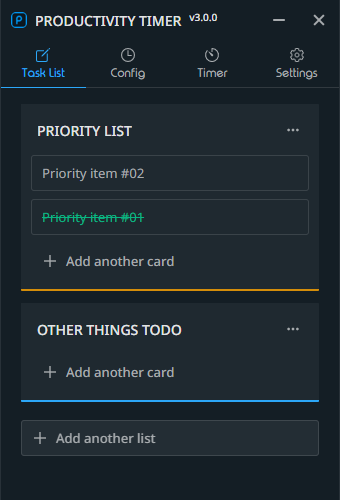 PRODUCTIVITY TIMER v3.0.0
Task List Config Timer Settings
PRIORITY LIST
Priority item #02
Priority item #01
Add another card
OTHER THINGS TODO
Add another card
Add another list